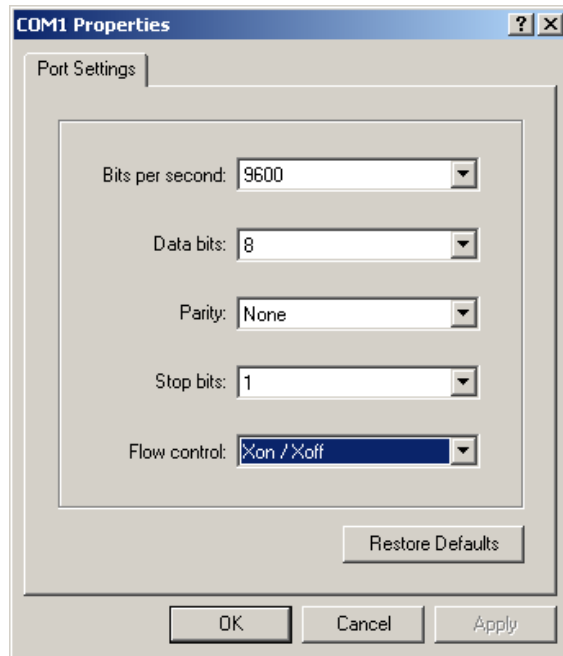 COM1 Properties
Port Settings
Bits per second: 9600
Data bits: 8
Parity: None
Stop bits: 1
Flow control: Xon / Xoff
Restore Defaults
OK Cancel Apply